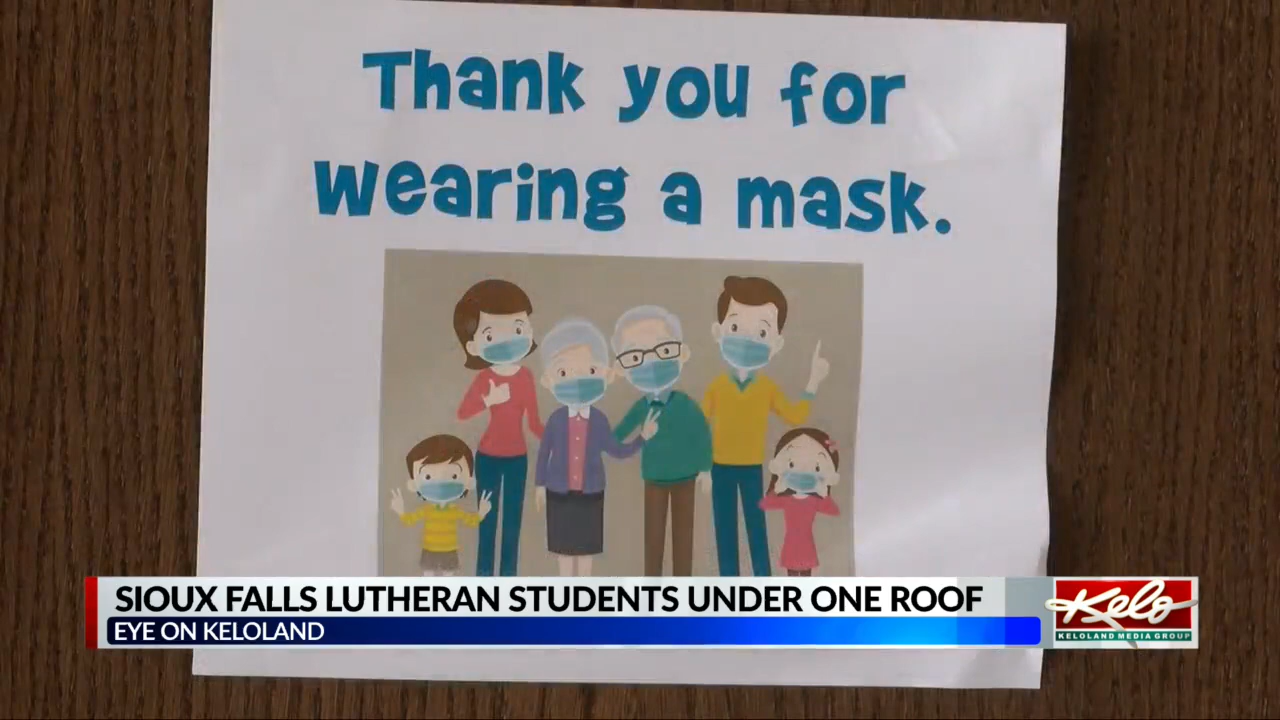 Thank you for
wearing a mask.
SIOUX FALLS LUTHERAN STUDENTS UNDER ONE ROOF
EYE ON KELOLAND
Kelo
KELOLAND MEDIA GROUP